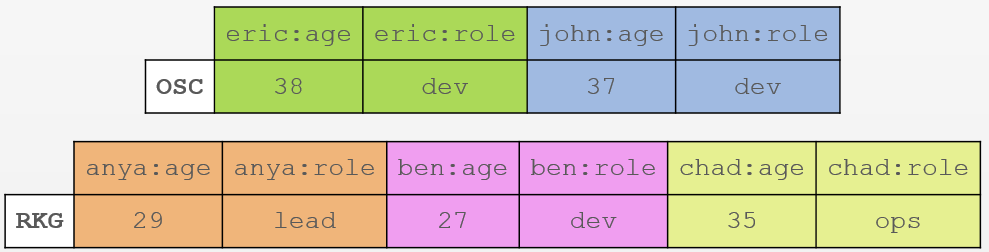 eric:age eric:role john:age john:role
OSC 38 dev 37 dev
anya:age anya:role ben:age ben:role chad:age chad:role
RKG 29 lead 27 dev 35 ops